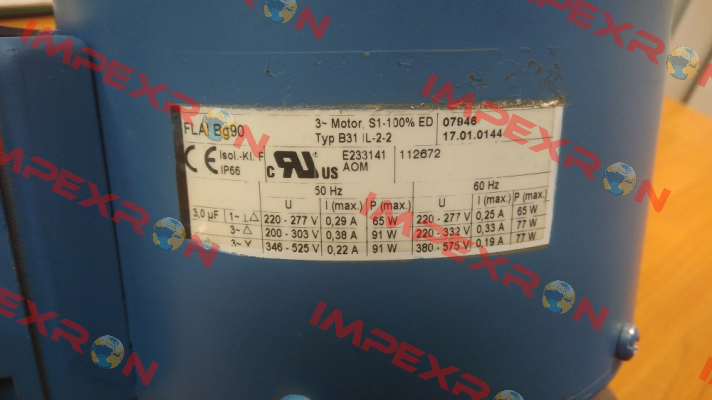 FLAI Bg90 3~ Motor, S1-100% ED 07946
Typ B31 IL-2-2 17.01.0144
CE Isol.-Kl. F IP66 c RU US E233141 AOM 112672
50 Hz 60 Hz
U I (max.) P (max.) U I (max.) P (max.)
3,0 µF 1~ ⊥△ 220 - 277 V 0,29 A 65 W 220 - 277 V 0,25 A 65 W
3~ △ 200 - 303 V 0,38 A 91 W 220 - 332 V 0,33 A 77 W
3~ Y 346 - 525 V 0,22 A 91 W 380 - 575 V 0,19 A 77 W
IMPEXRON
IMPEXRON
IMPEXRON
IMPEXRON
IMPEXRON
IMPEXRON